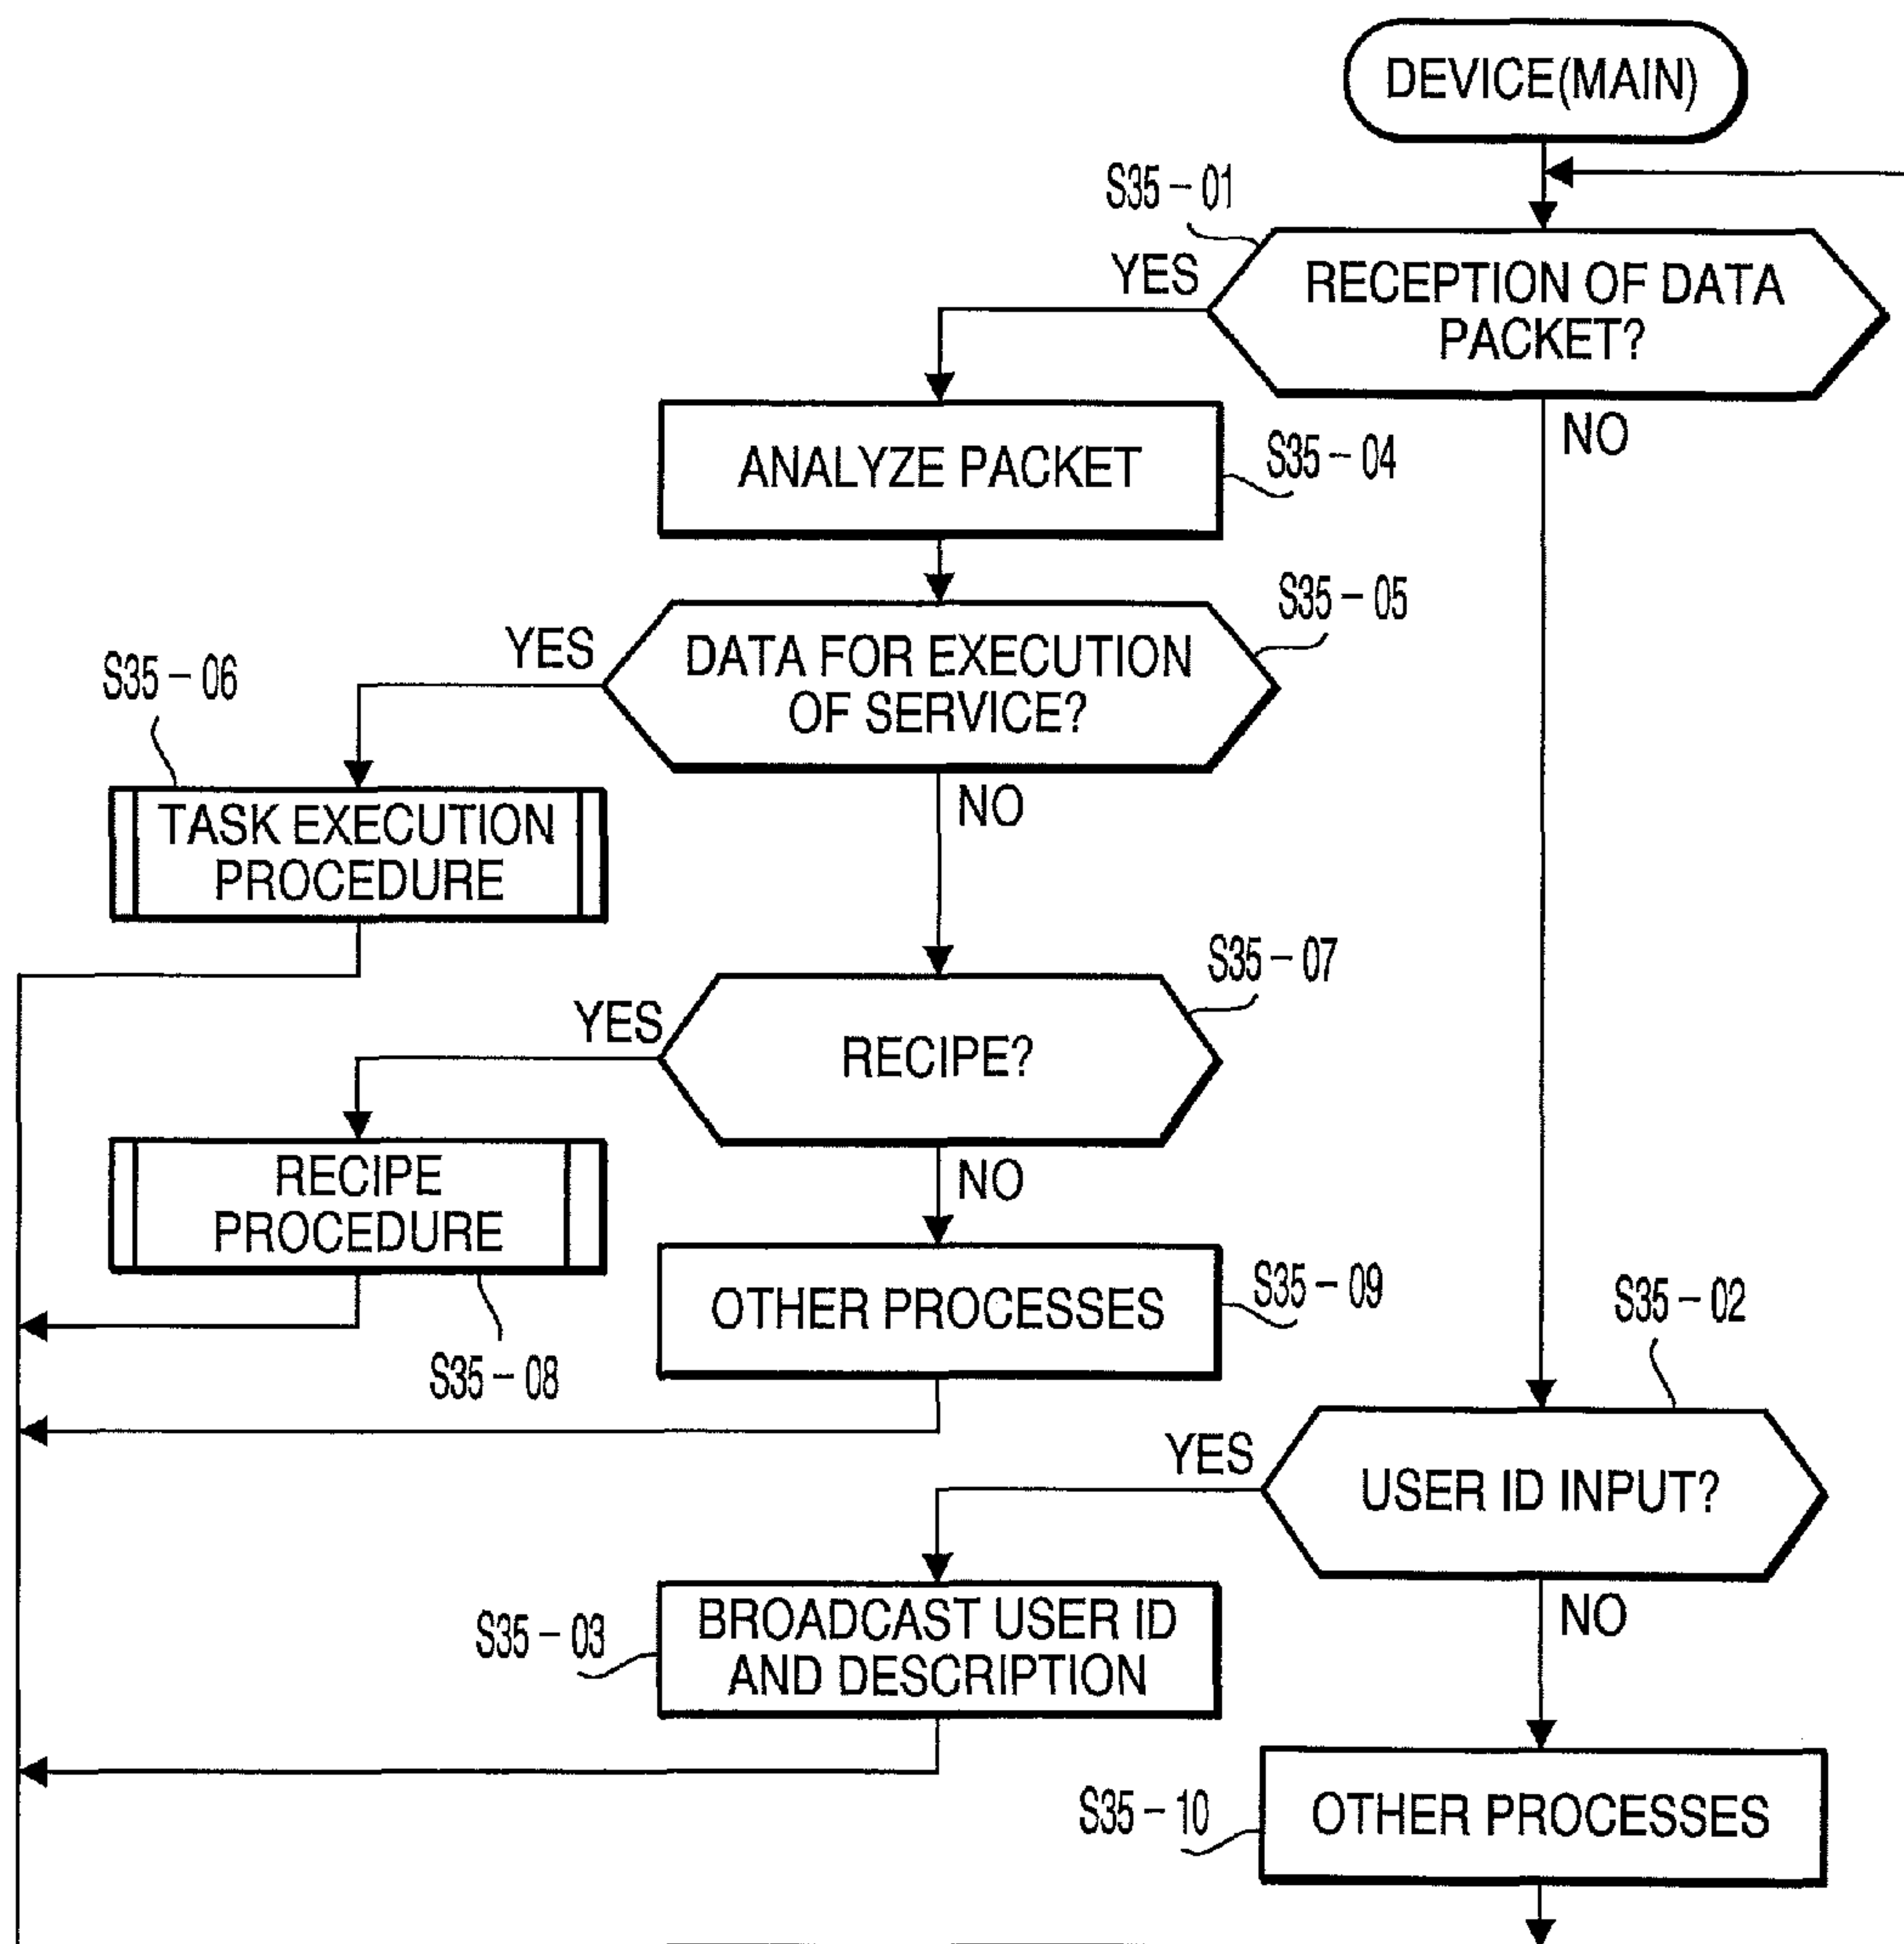 DEVICE(MAIN)
S35-01
YES
RECEPTION OF DATA
PACKET?
NO
ANALYZE PACKET
S35-04
S35-05
YES
DATA FOR EXECUTION
OF SERVICE?
S35-06
NO
TASK EXECUTION
PROCEDURE
S35-07
YES
RECIPE?
NO
RECIPE
PROCEDURE
S35-08
OTHER PROCESSES
S35-09
S35-02
YES
USER ID INPUT?
NO
S35-03
BROADCAST USER ID
AND DESCRIPTION
S35-10
OTHER PROCESSES